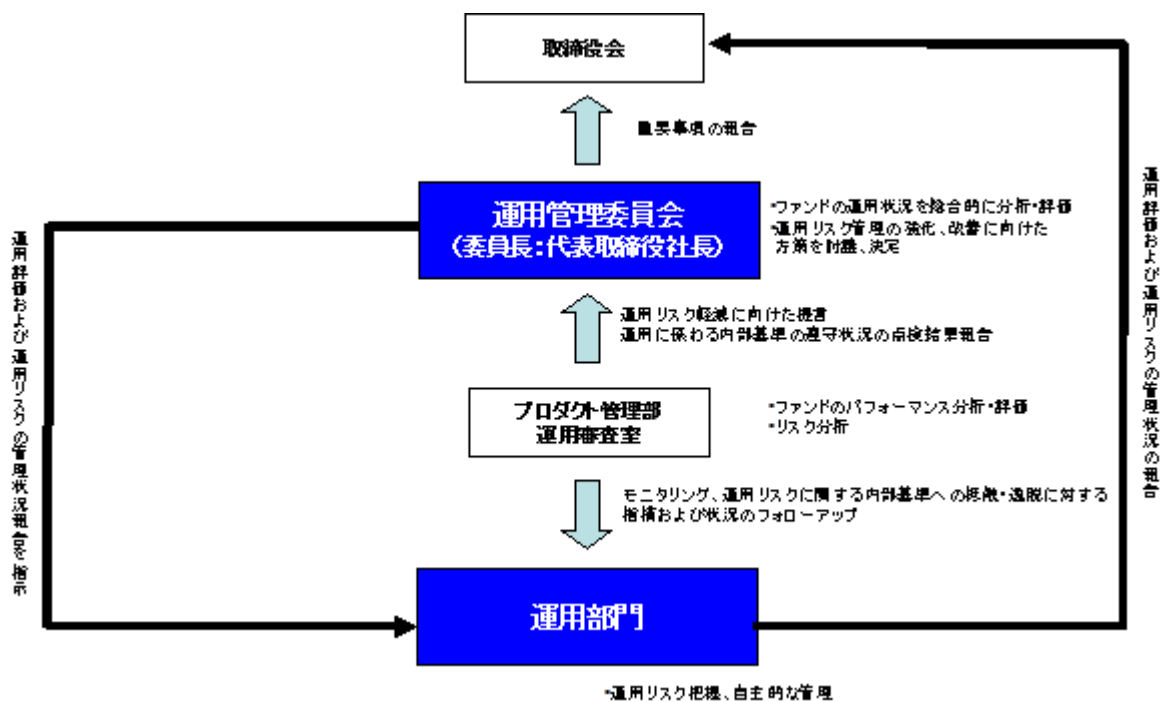 取締役会
重要事項の報告
運用管理委員会
(委員長:代表取締役社長)
・ファンドの運用状況を総合的に分析・評価
・運用リスク管理の強化、改善に向けた
方策を討議、決定
運用リスク軽減に向けた提言
運用に係わる内部基準の遵守状況の点検結果報告
プロダクト管理部
運用審査室
・ファンドのパフォーマンス分析・評価
・リスク分析
モニタリング、運用リスクに関する内部基準への抵触・逸脱に対する
指摘および状況のフォローアップ
運用部門
・運用リスク把握、自主的な管理
運用評価および運用リスクの管理状況報告を指示
運用評価および運用リスクの管理状況の報告